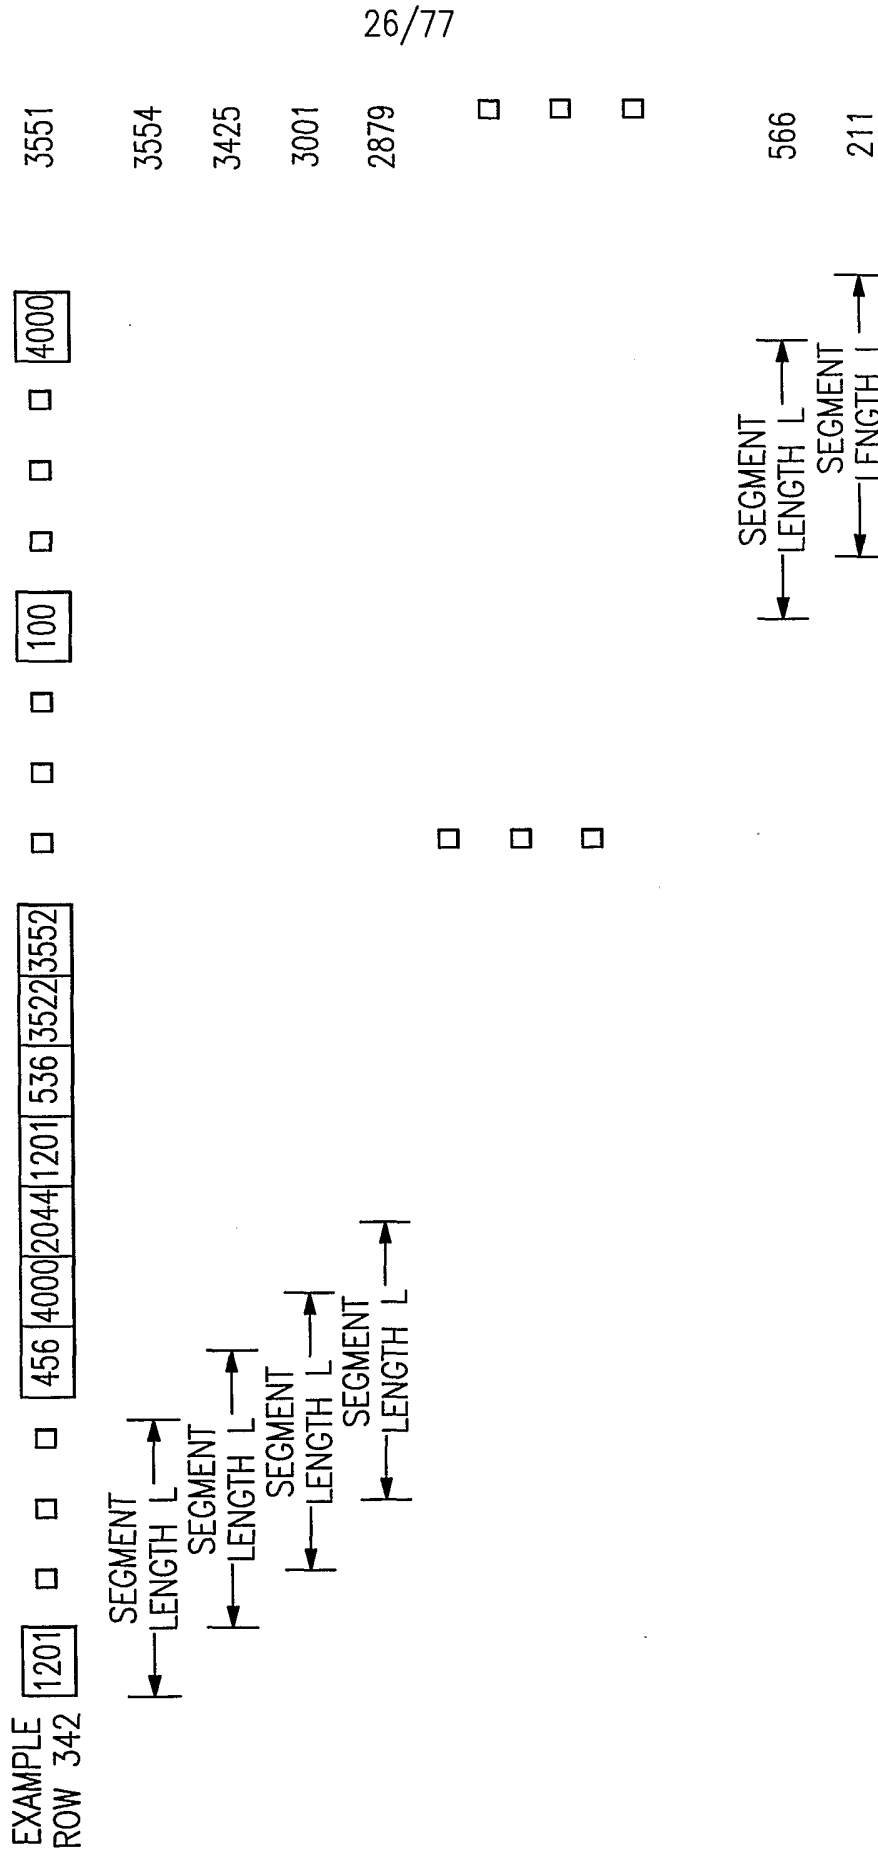 26/77
EXAMPLE
ROW 342
1201 456 4000 2044 1201 536 3522 3552 100 4000 3551
SEGMENT
LENGTH L
3554
SEGMENT
LENGTH L
3425
SEGMENT
LENGTH L
3001
SEGMENT
LENGTH L
2879
SEGMENT
LENGTH L
566
SEGMENT
LENGTH L
211